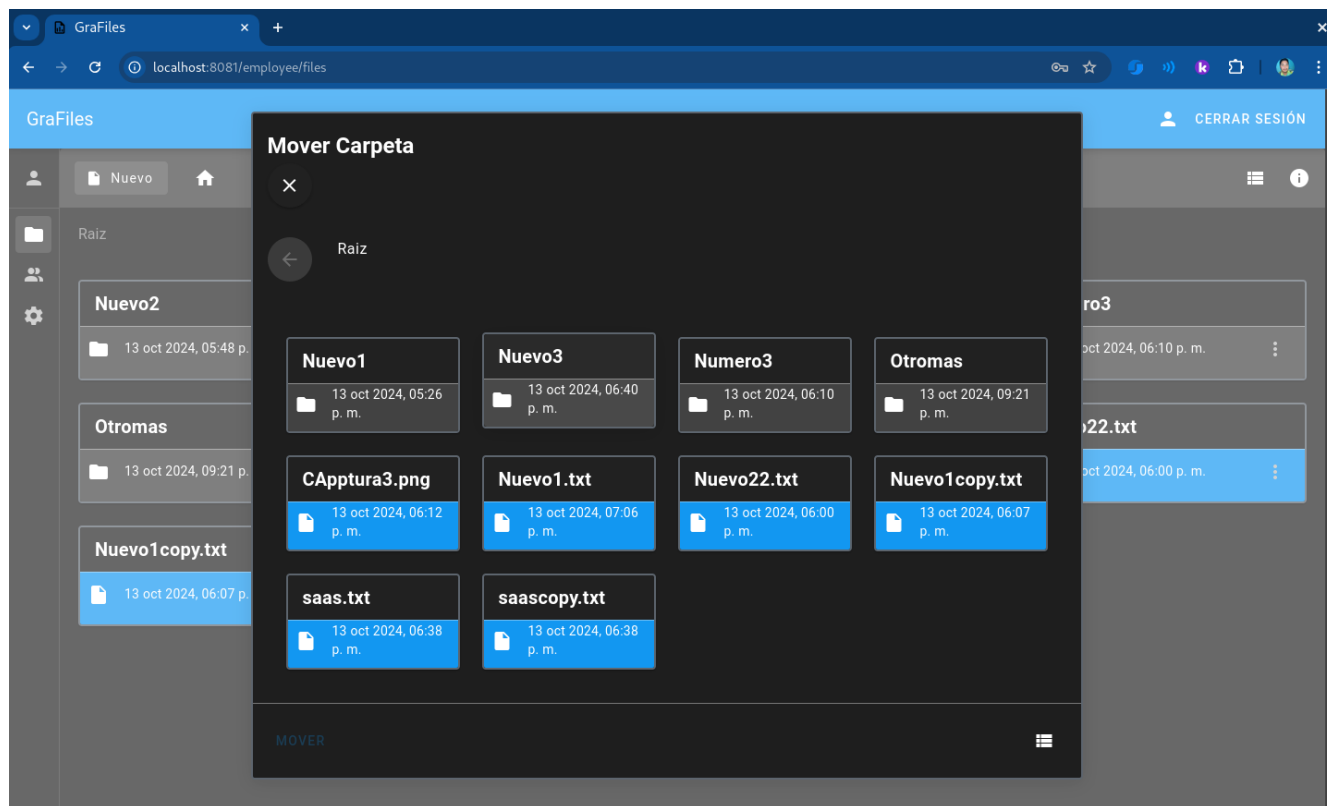 GraFiles
localhost:8081/employee/files
GraFiles
CERRAR SESIÓN
Mover Carpeta
Nuevo
Raiz
Raiz
Nuevo2
13 oct 2024, 05:48 p.
ro3
oct 2024, 06:10 p. m.
Otromas
13 oct 2024, 09:21 p.
22.txt
oct 2024, 06:00 p. m.
Nuevo1copy.txt
13 oct 2024, 06:07 p.
Nuevo1
13 oct 2024, 05:26
p. m.
Nuevo3
13 oct 2024, 06:40
p. m.
Numero3
13 oct 2024, 06:10
p. m.
Otromas
13 oct 2024, 09:21
p. m.
CApptura3.png
13 oct 2024, 06:12
p. m.
Nuevo1.txt
13 oct 2024, 07:06
p. m.
Nuevo22.txt
13 oct 2024, 06:00
p. m.
Nuevo1copy.txt
13 oct 2024, 06:07
p. m.
saas.txt
13 oct 2024, 06:38
p. m.
saascopy.txt
13 oct 2024, 06:38
p. m.
MOVER